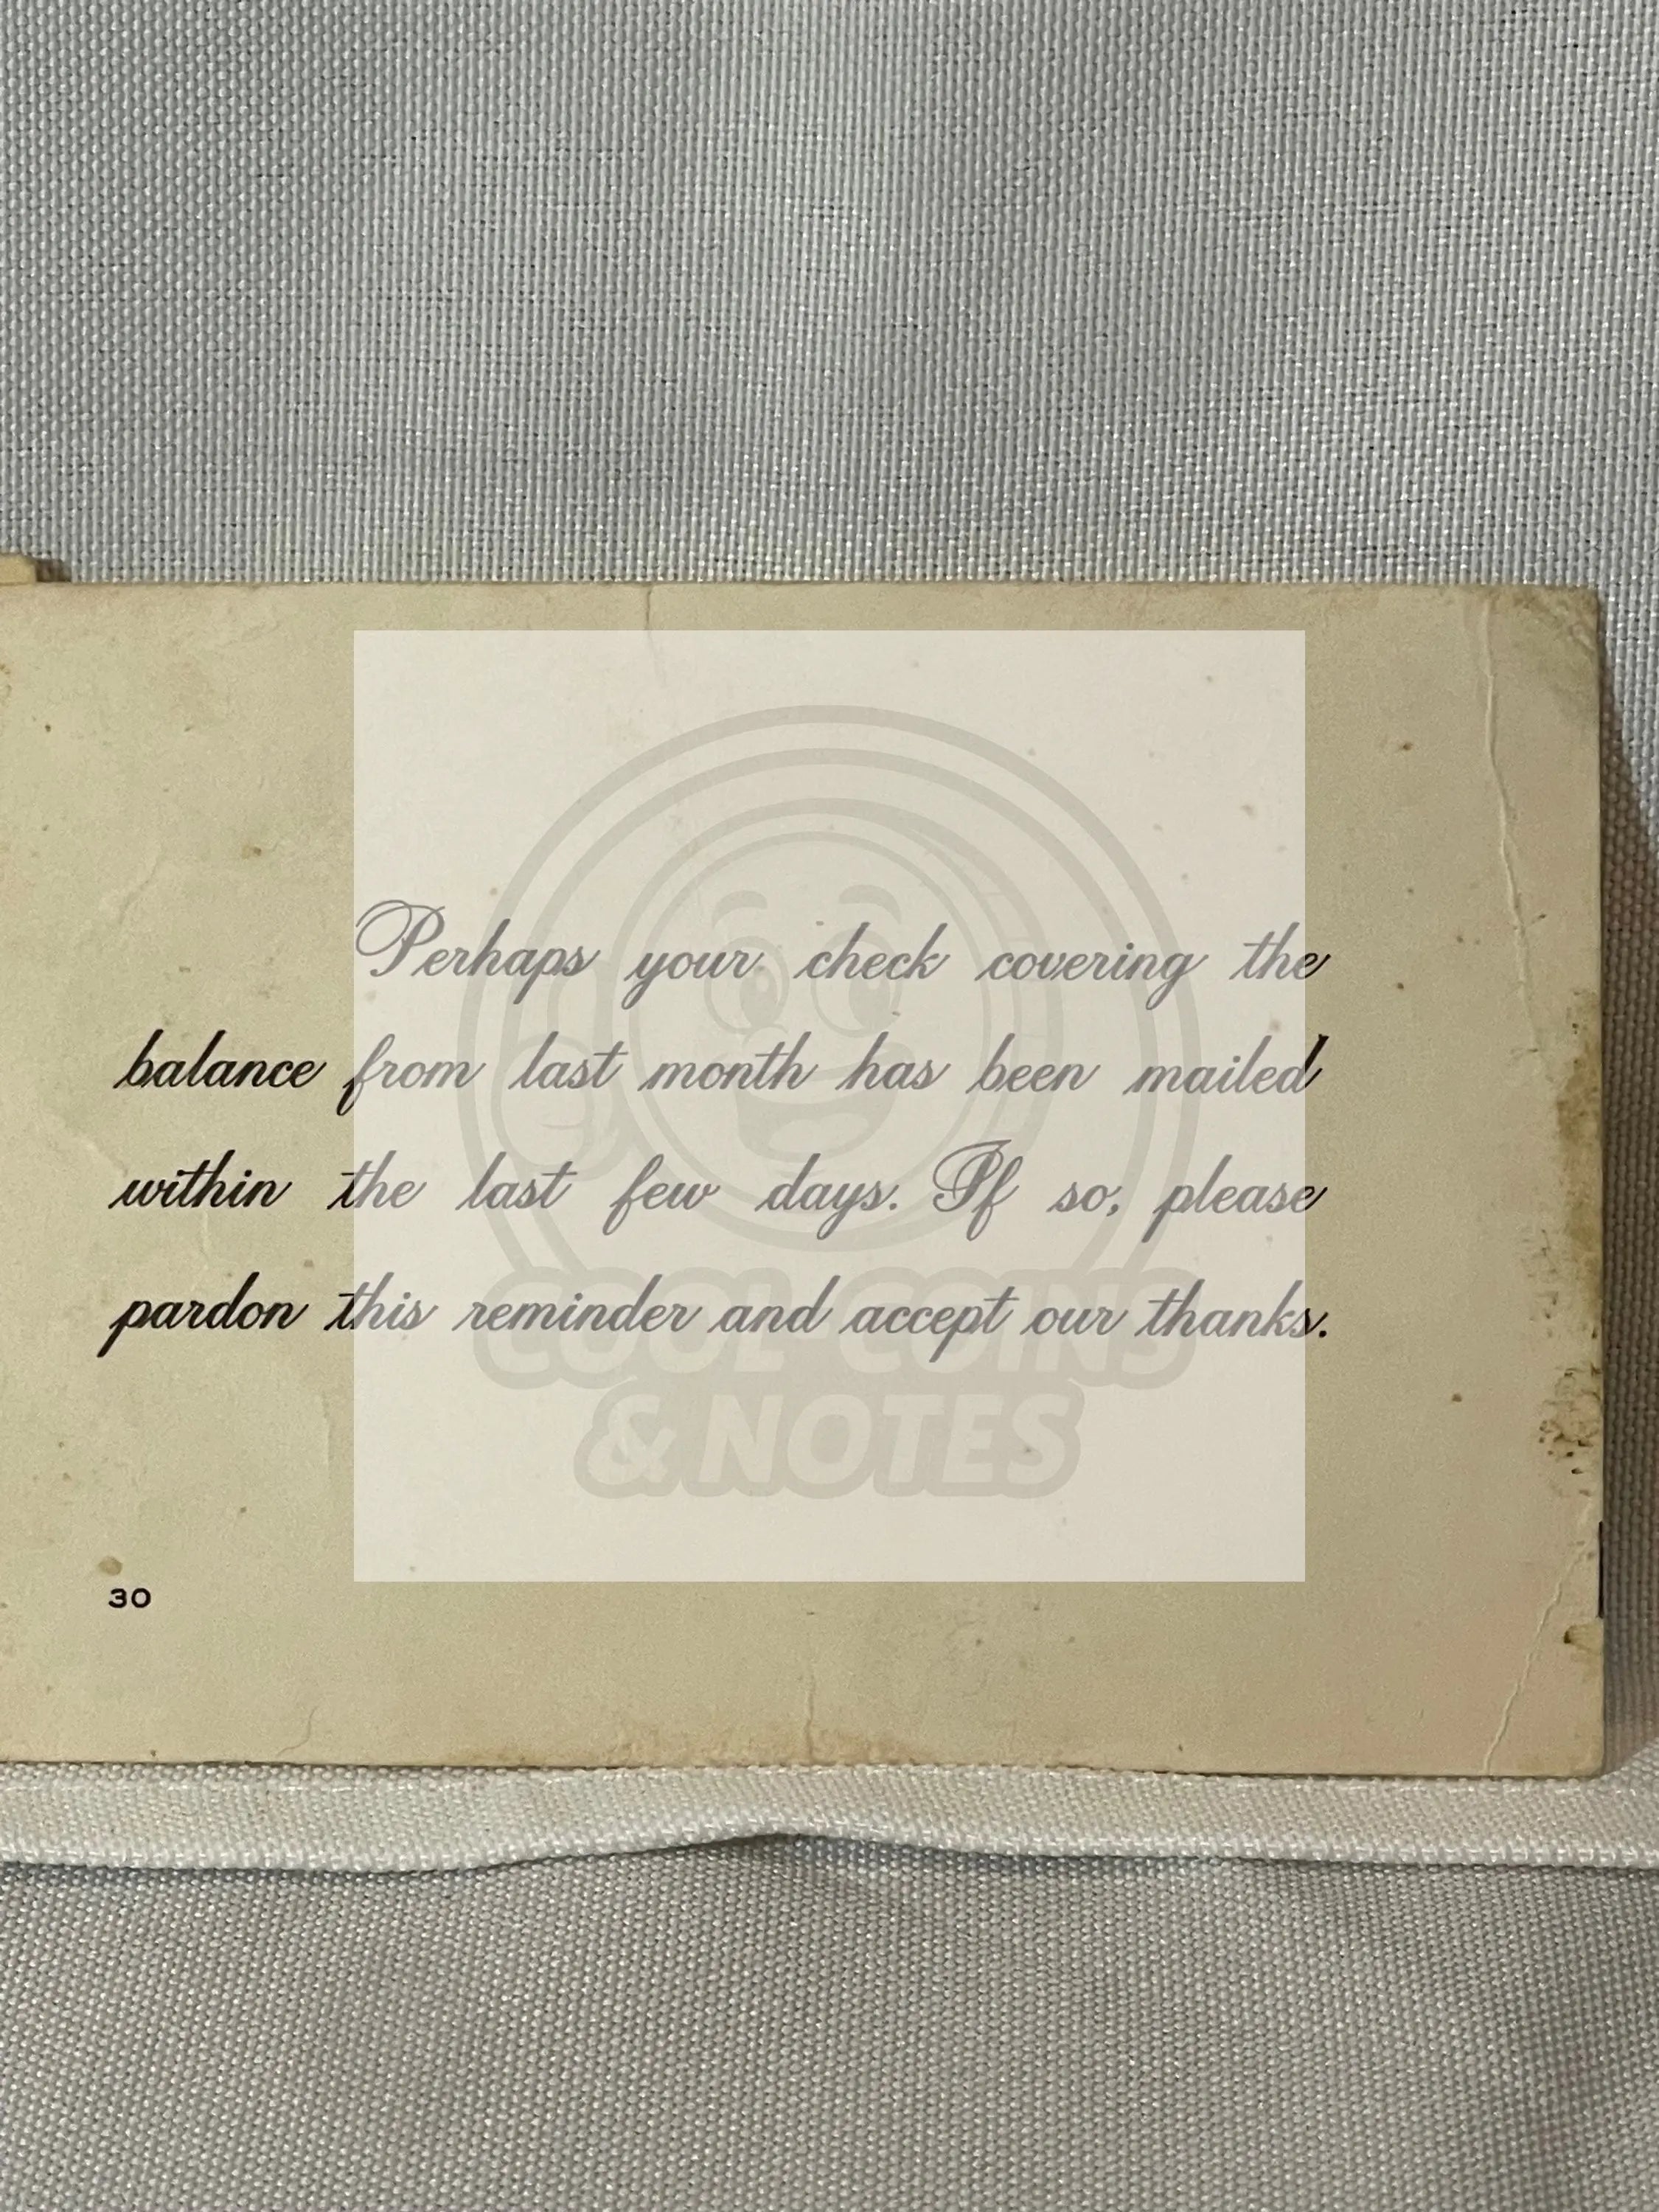 Perhaps your check covering the
balance from last month has been mailed
within the last few days. If so, please
pardon this reminder and accept our thanks.
COOL COINS
& NOTES
30